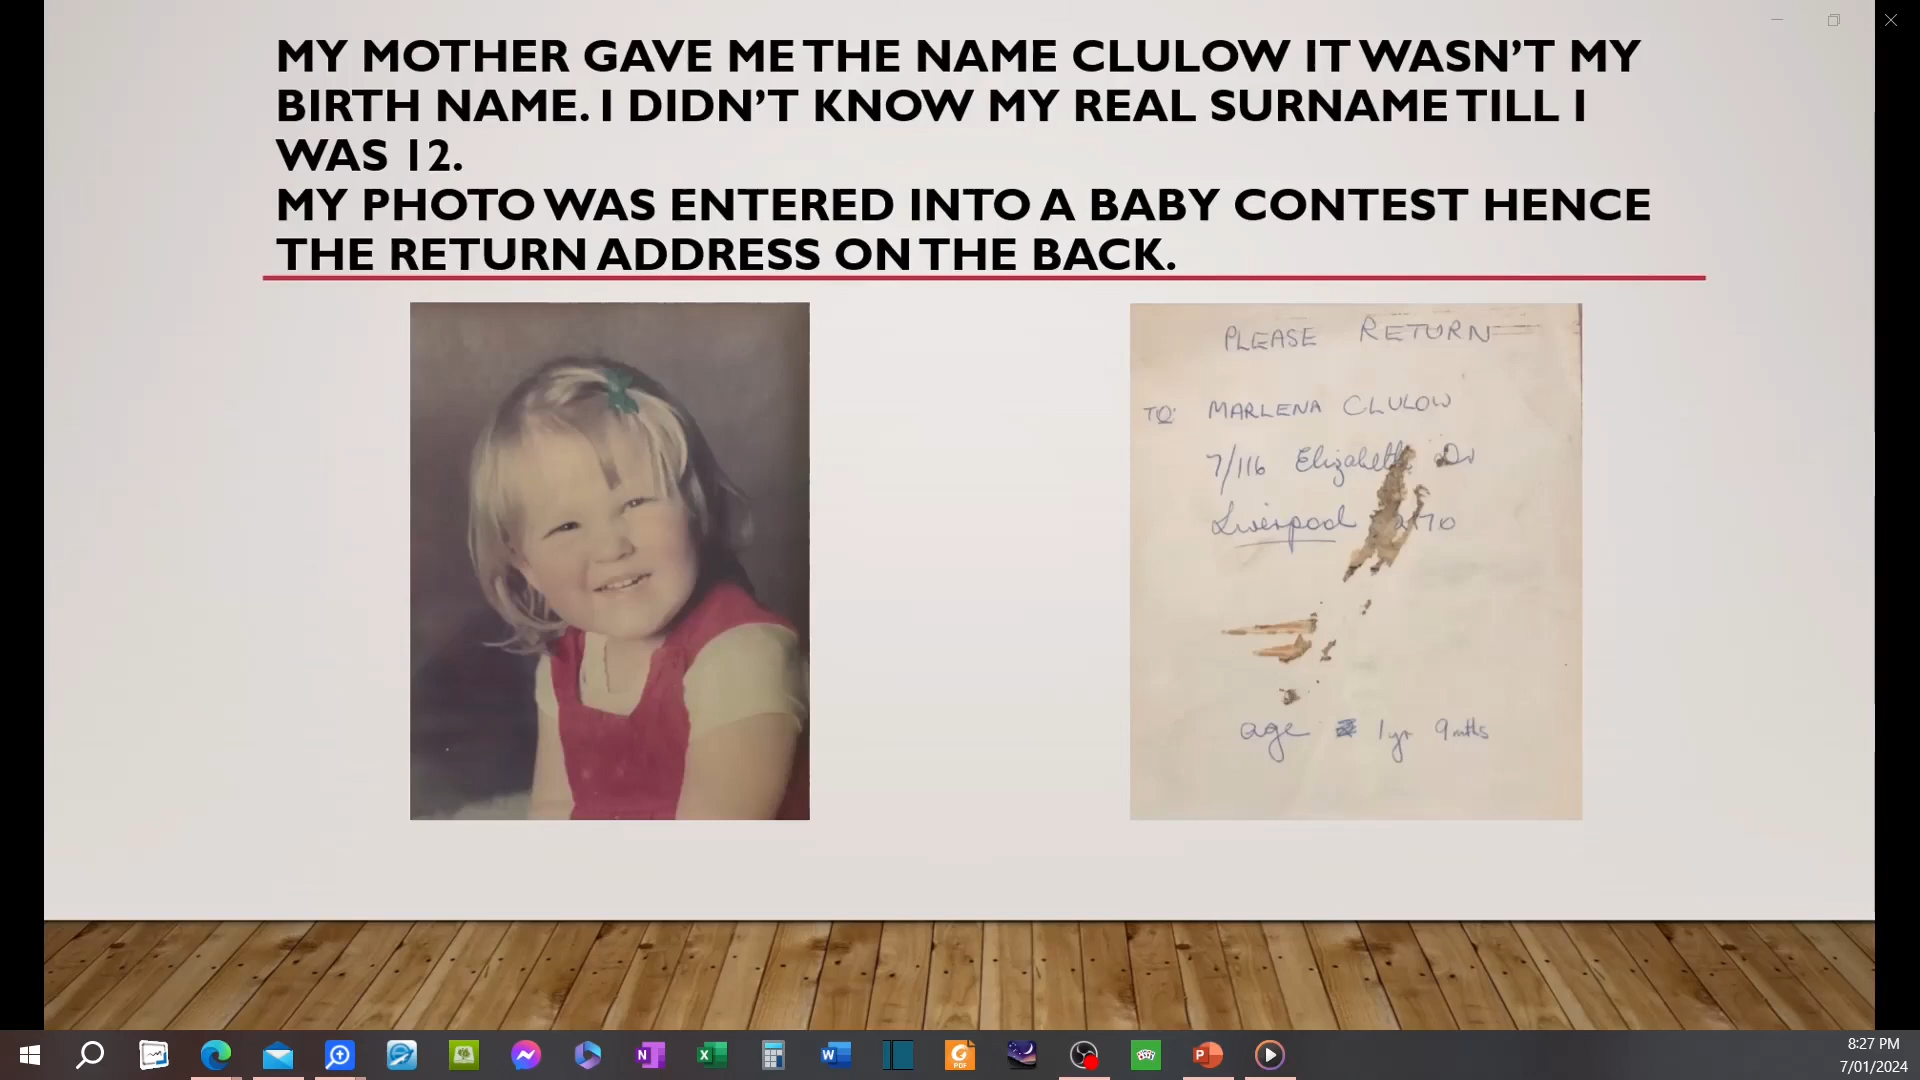 MY MOTHER GAVE ME THE NAME CLULOW IT WASN'T MY
BIRTH NAME. I DIDN'T KNOW MY REAL SURNAME TILL I
WAS 12.
MY PHOTO WAS ENTERED INTO A BABY CONTEST HENCE
THE RETURN ADDRESS ON THE BACK.
PLEASE RETURN
TO: MARLENA CLULOW
7/116 Elizabeth Dr
Liverpool
age 1yr 9mths
8:27 PM
7/01/2024